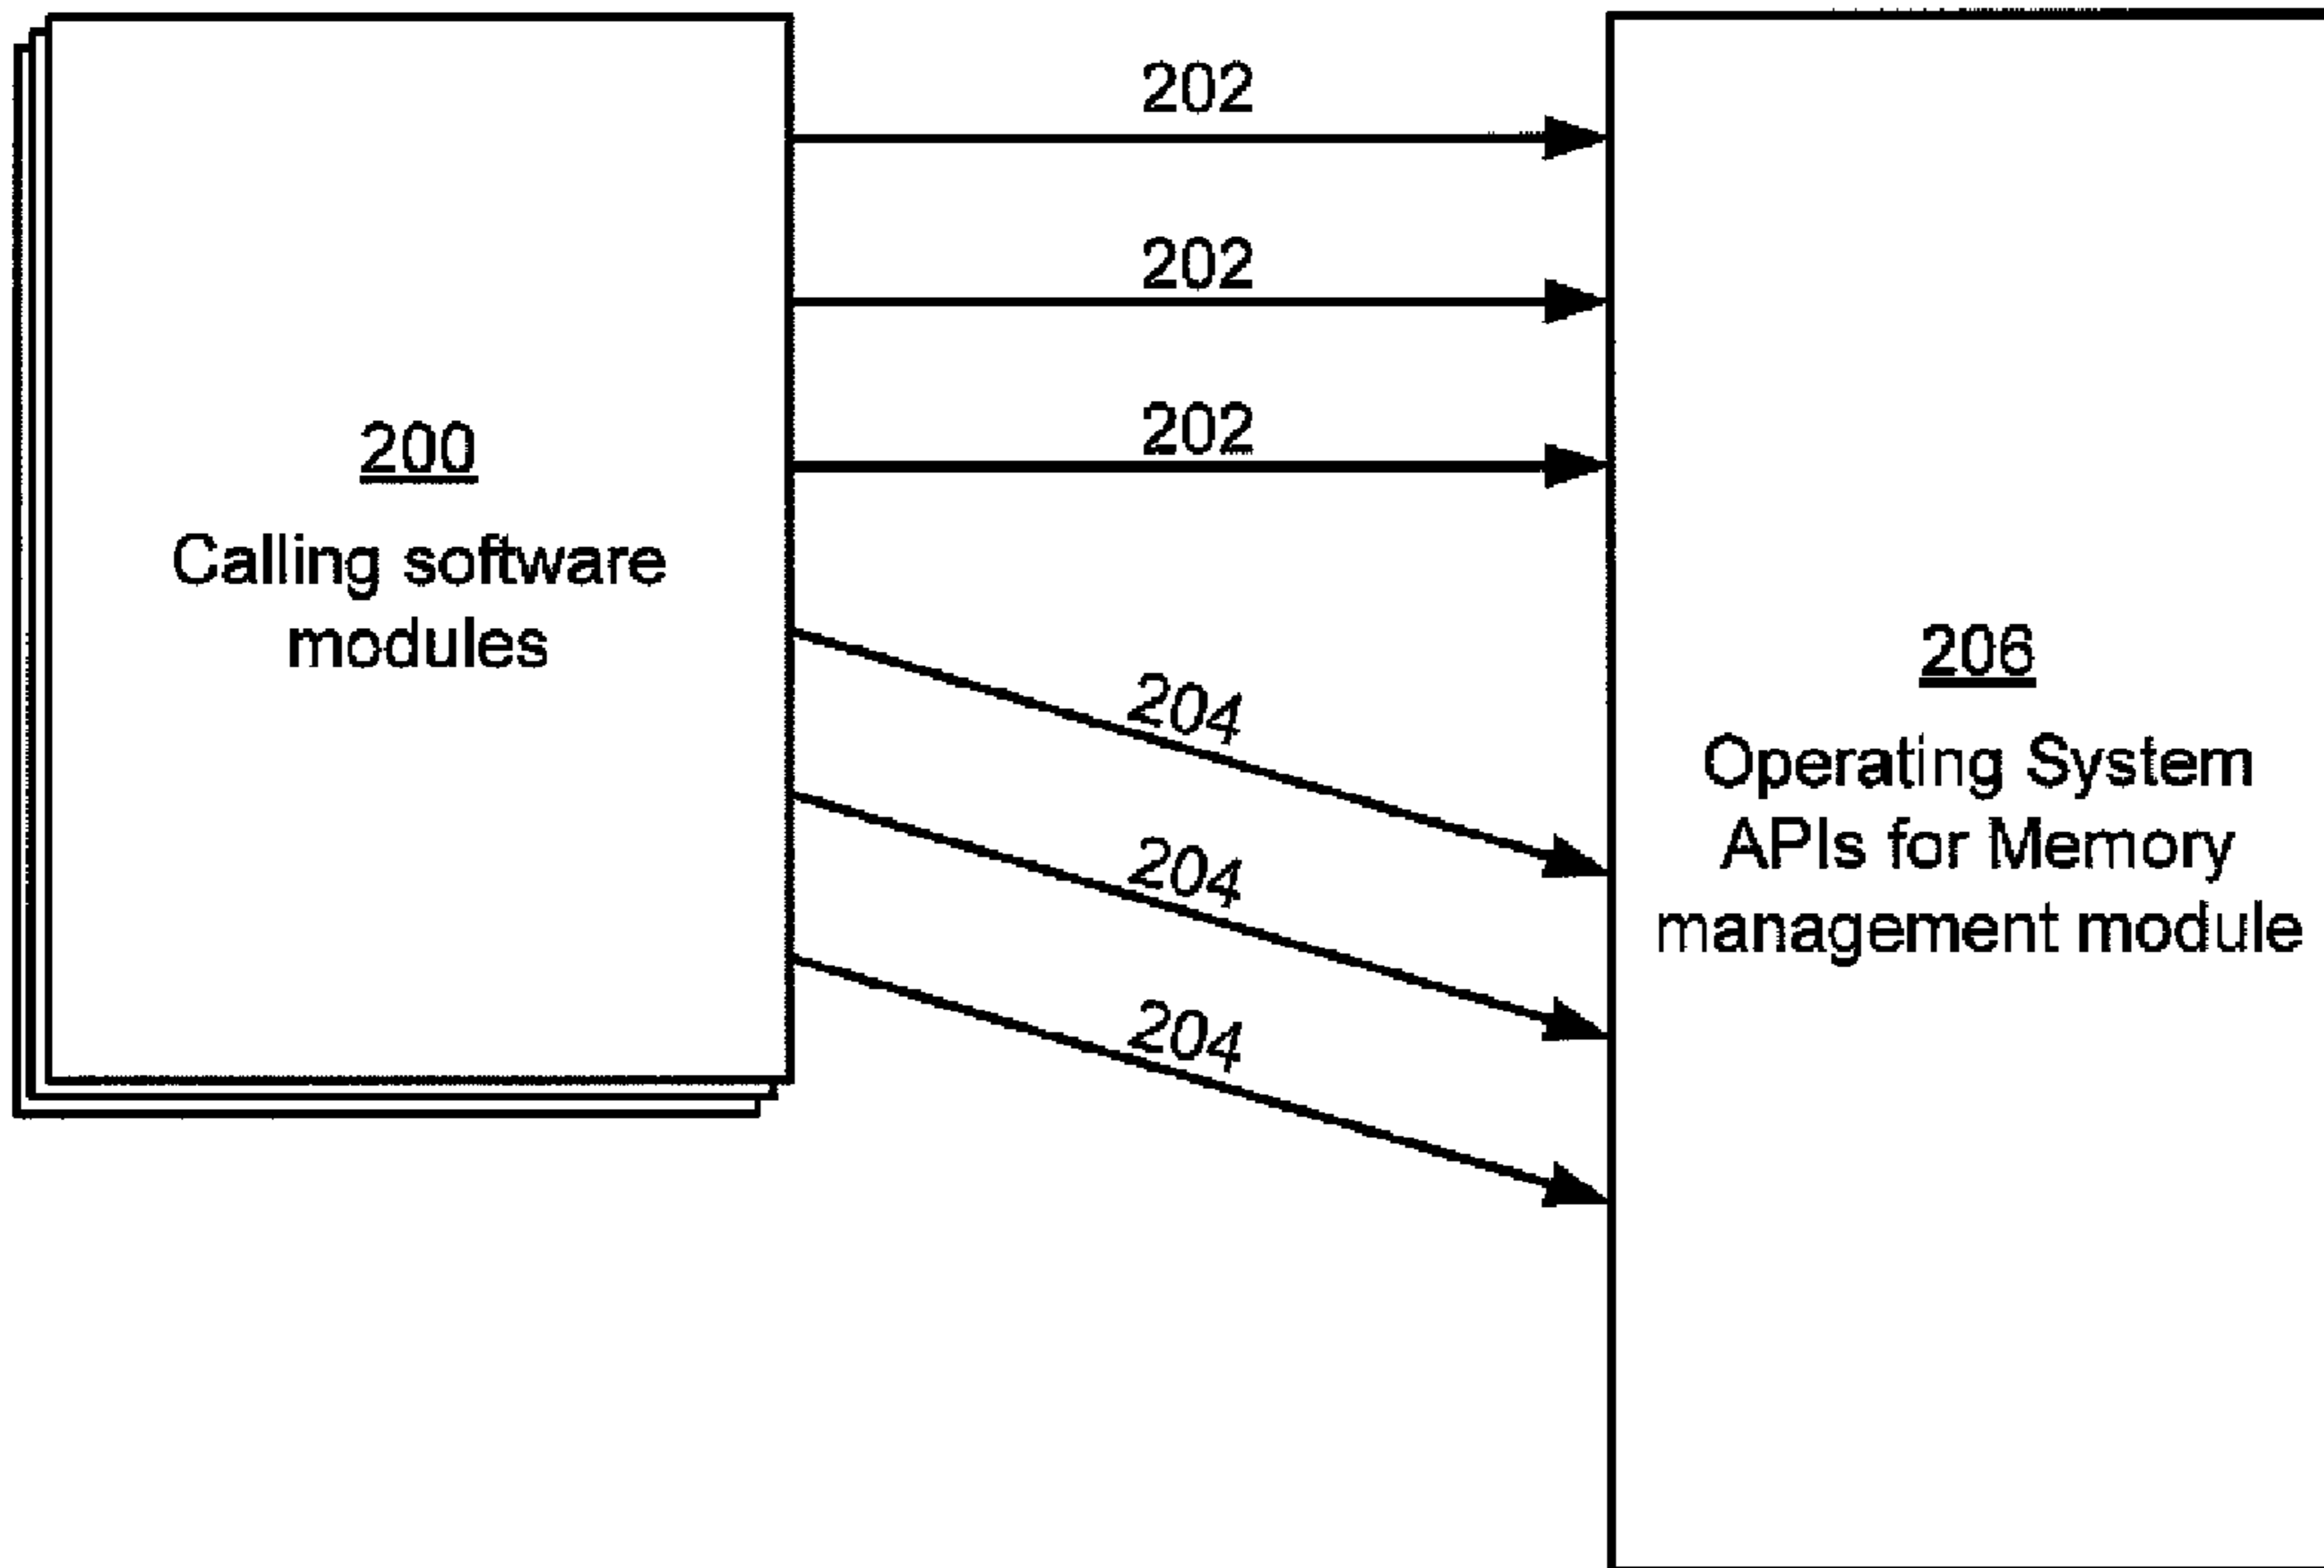 200
Calling software
modules
202
202
202
204
204
204
206
Operating System
APIs for Memory
management module